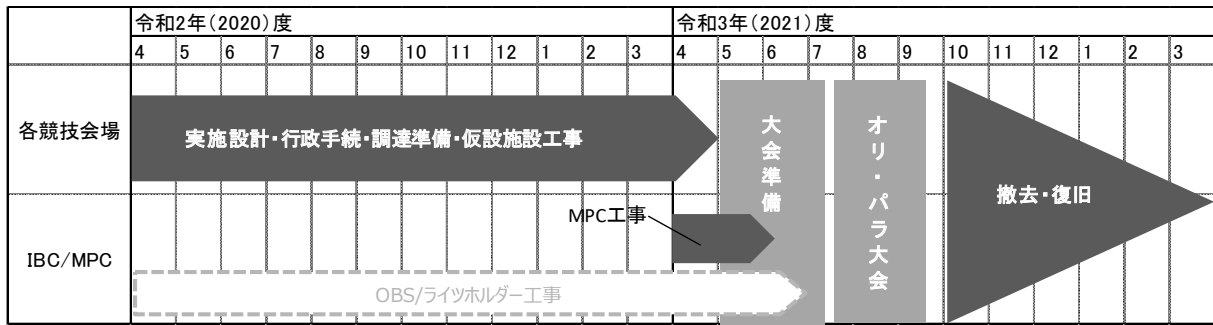 令和2年(2020)度 令和3年(2021)度
4 5 6 7 8 9 10 11 12 1 2 3 4 5 6 7 8 9 10 11 12 1 2 3
各競技会場
実施設計・行政手続・調達準備・仮設施設工事
大会準備
オリ・パラ大会
撤去・復旧
MPC工事
IBC/MPC
OBS/ライツホルダー工事